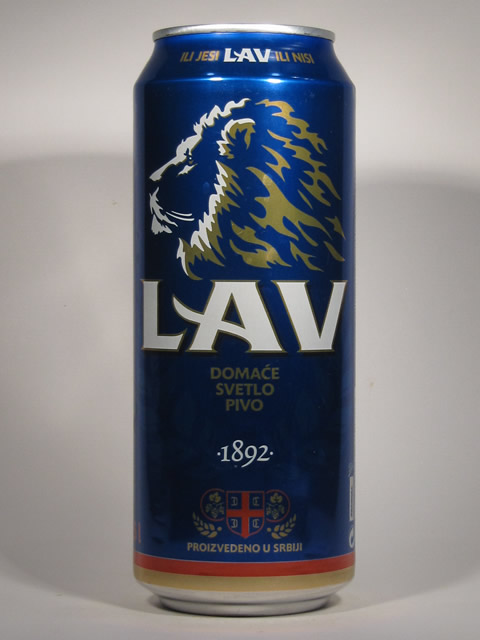 ILI JESI LAV ILI NISI
LAV
DOMAĆE
SVETLO
PIVO
·1892·
PROIZVEDENO U SRBIJI